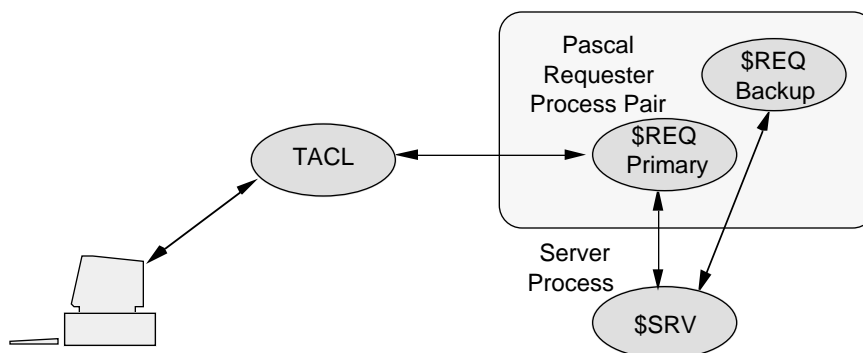 Pascal
Requester
Process Pair
$REQ
Backup
$REQ
Primary
TACL
Server
Process
$SRV